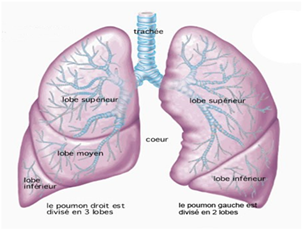 trachée
lobe supérieur
lobe supérieur
coeur
lobe moyen
lobe
inférieur
lobe inférieur
le poumon droit est
divisé en 3 lobes
le poumon gauche est
divisé en 2 lobes